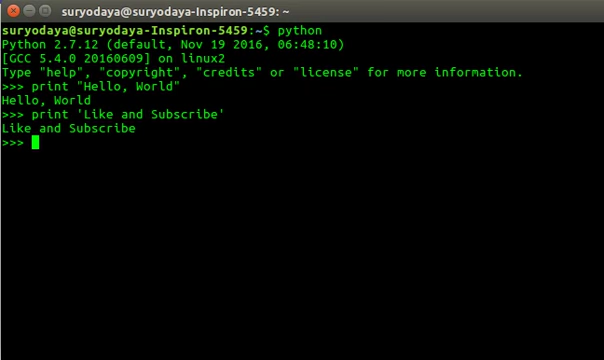 suryodaya@suryodaya-Inspiron-5459: ~
suryodaya@suryodaya-Inspiron-5459:~$ python
Python 2.7.12 (default, Nov 19 2016, 06:48:10)
[GCC 5.4.0 20160609] on linux2
Type "help", "copyright", "credits" or "license" for more information.
>>> print "Hello, World"
Hello, World
>>> print 'Like and Subscribe'
Like and Subscribe
>>>